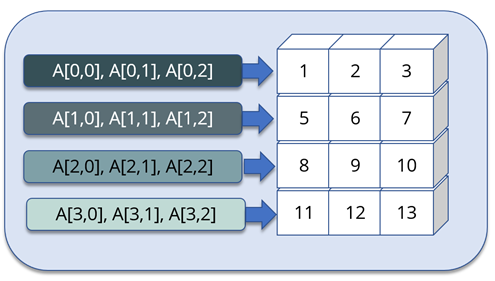 A[0,0], A[0,1], A[0,2] 1 2 3
A[1,0], A[1,1], A[1,2] 5 6 7
A[2,0], A[2,1], A[2,2] 8 9 10
A[3,0], A[3,1], A[3,2] 11 12 13